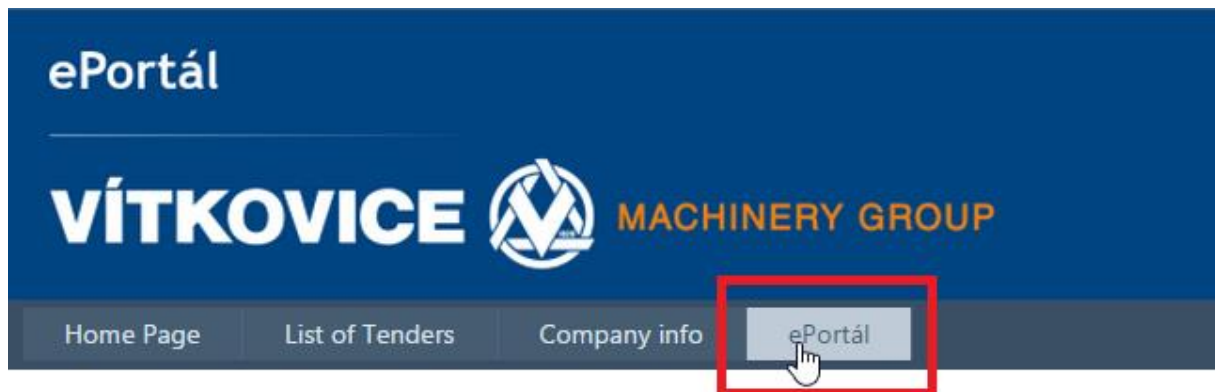 ePortál
VÍTKOVICE MACHINERY GROUP
Home Page List of Tenders Company info ePortál